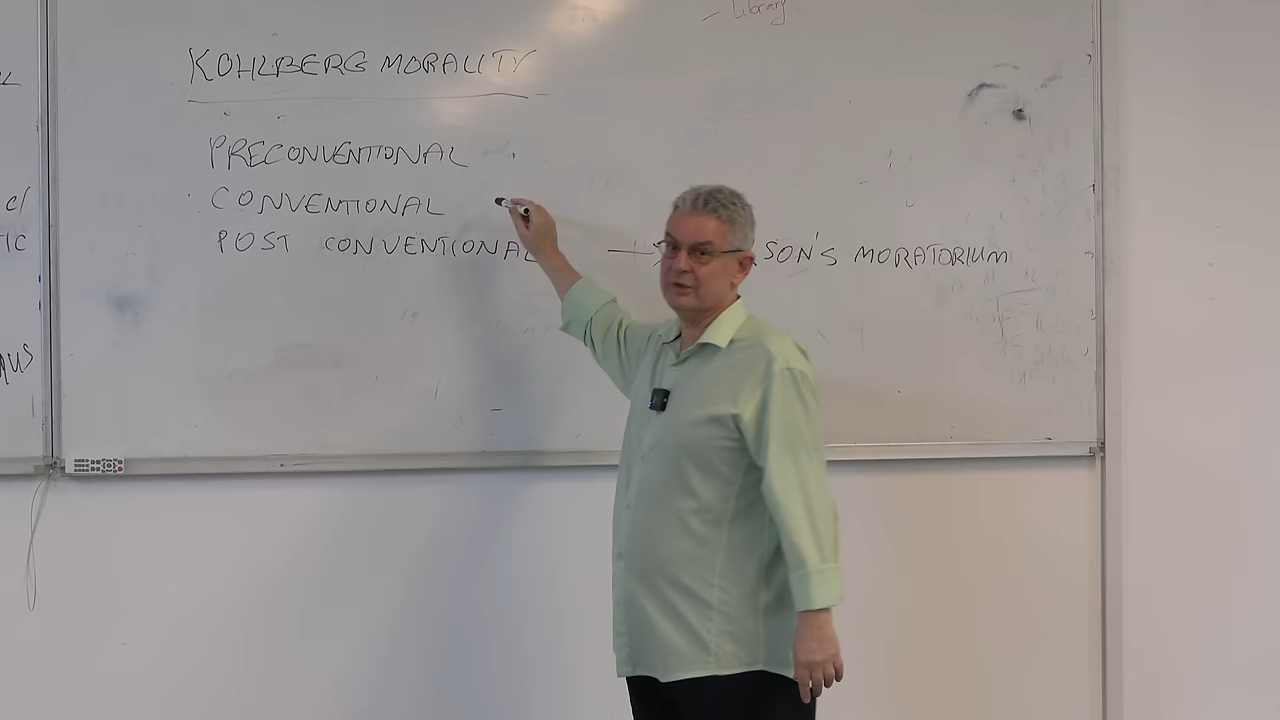 Library
KOHLBERG MORALITY
PRECONVENTIONAL
CONVENTIONAL
POST CONVENTIONAL → SON'S MORATORIUM